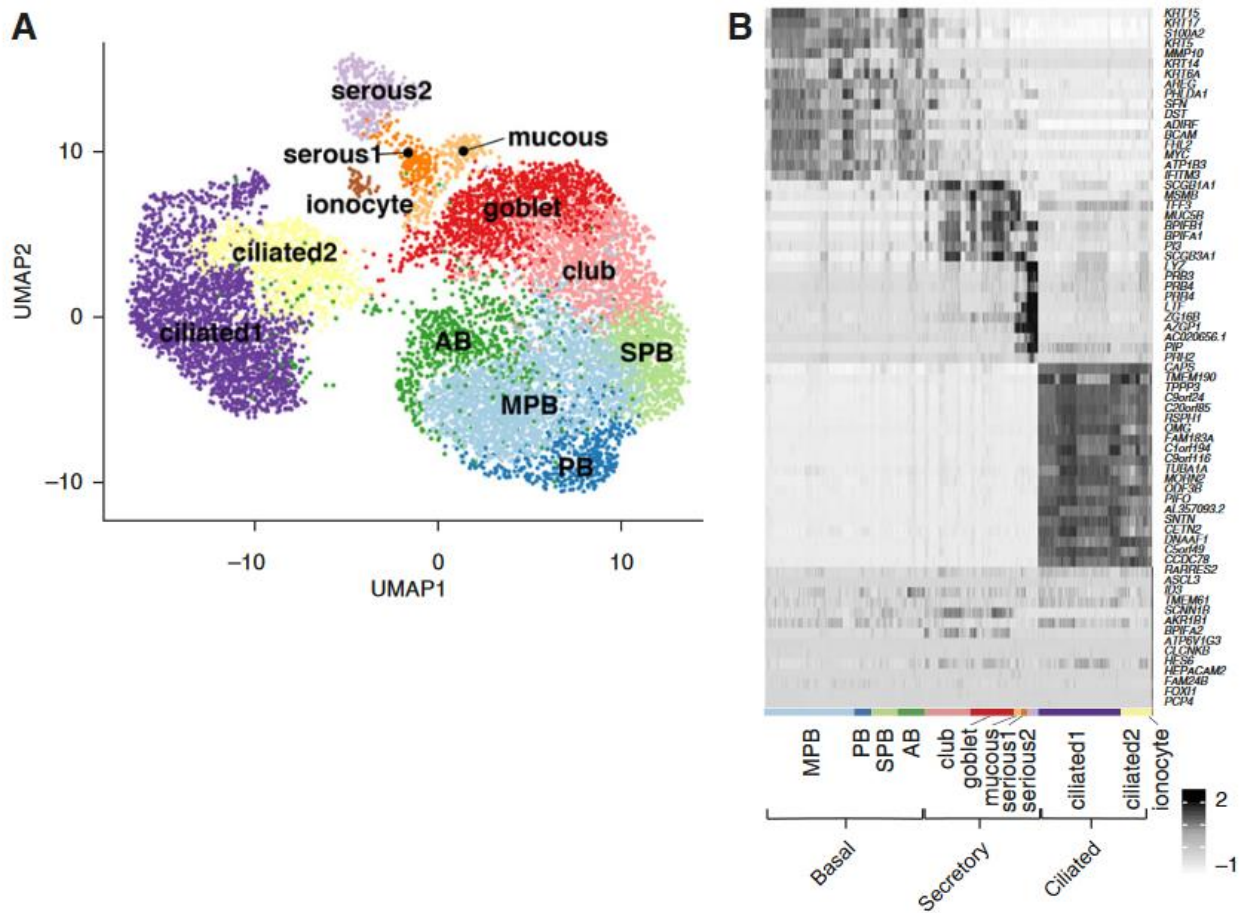 A
serous2
mucous
serous1
ionocyte
goblet
ciliated2
club
ciliated1
AB
SPB
MPB
PB
10
0
−10
UMAP2
−10
0
10
UMAP1
B
KRT15
KRT17
S100A2
KRT5
MMP10
KRT14
KRT6A
AREG
PHLDA1
SFN
DST
ADIRF
BCAM
FHL2
MYC
ATP1B3
IFITM3
SCGB1A1
MSMB
TFF3
MUC5B
BPIFB1
BPIFA1
PI3
SCGB3A1
LYZ
PRB3
PRB4
PRR4
LTF
ZG16B
AZGP1
AC020656.1
PIP
PRH2
CAPS
TMEM190
TPPP3
C9orf24
C20orf85
RSPH1
OMG
FAM183A
C1orf194
C9orf116
TUBA1A
MORN2
ODF3B
PIFO
AL357093.2
SNTN
CETN2
DNAAF1
C5orf49
CCDC78
RARRES2
ASCL3
ID3
TMEM61
SCNN1B
AKR1B1
BPIFA2
ATP6V1G3
CLCNKB
HES6
HEPACAM2
FAM24B
FOXI1
PCP4
MPB
PB
SPB
AB
club
goblet
mucous
serious1
serious2
ciliated1
ciliated2
ionocyte
Basal
Secretory
Ciliated
2
−1